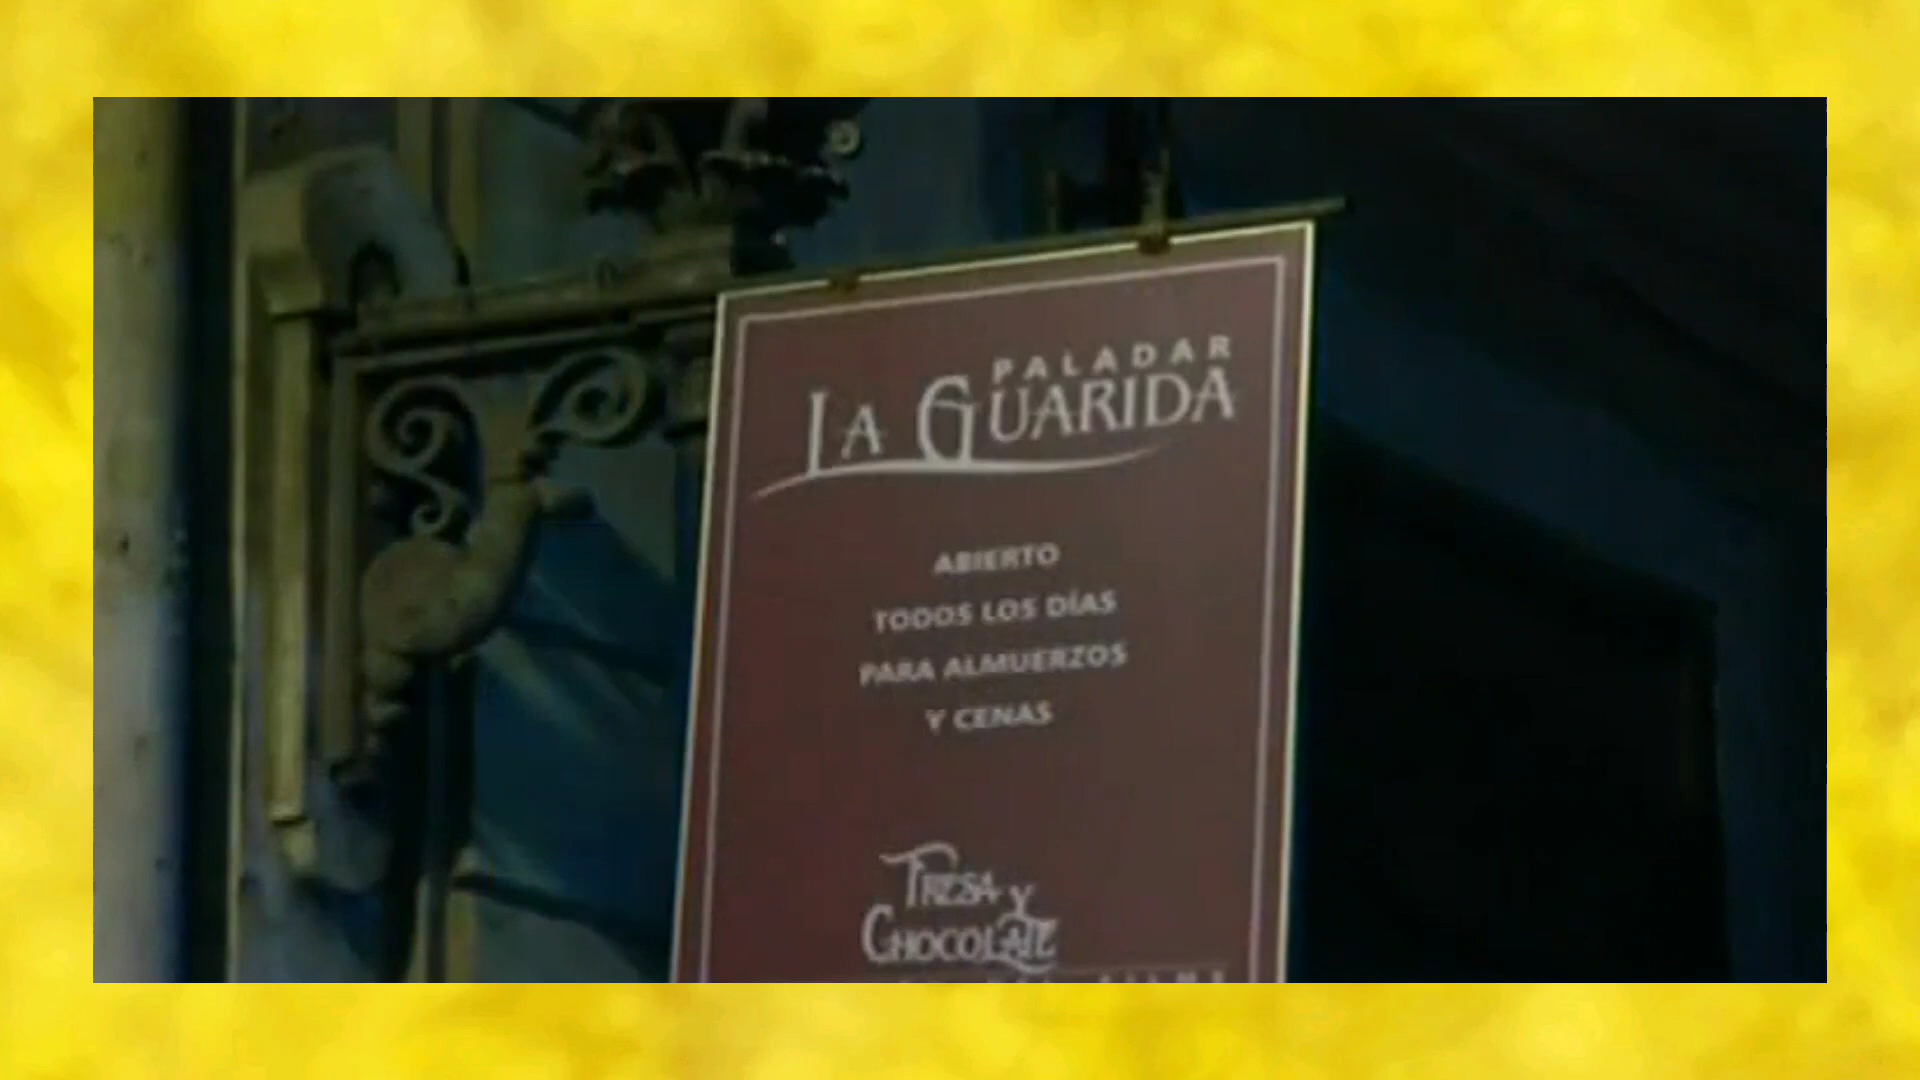 PALADAR
LA GUARIDA
ABIERTO
TODOS LOS DÍAS
PARA ALMUERZOS
Y CENAS
FRESA Y
CHOCOLATE